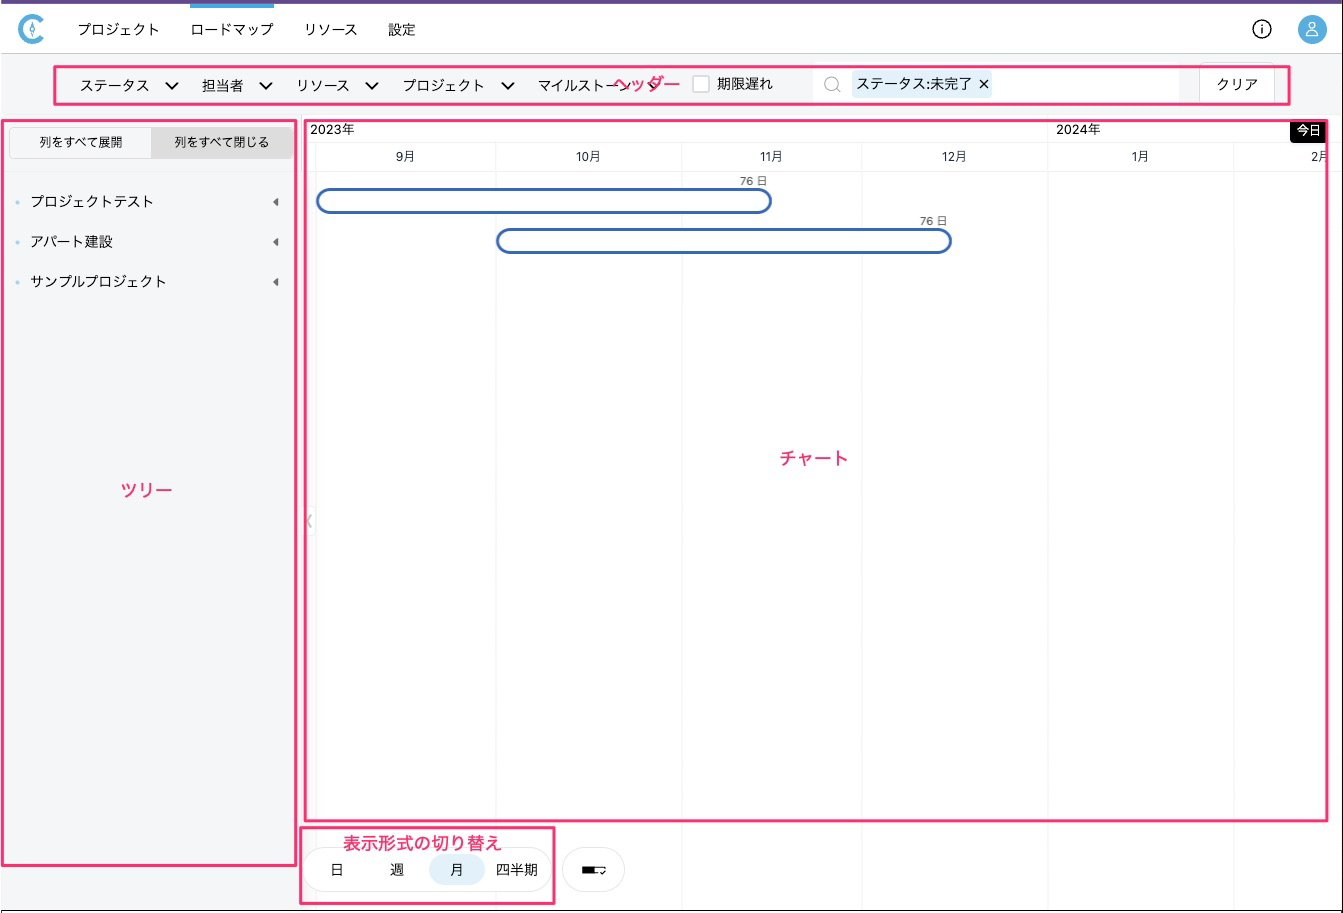 プロジェクト ロードマップ リソース 設定
ステータス 担当者 リソース プロジェクト マイルストーン ヘッダー 期限遅れ ステータス:未完了 × クリア
列をすべて展開 列をすべて閉じる
2023年 2024年 今日
9月 10月 11月 12月 1月 2月
76 日
プロジェクトテスト
76 日
アパート建設
サンプルプロジェクト
チャート
ツリー
表示形式の切り替え
日 週 月 四半期